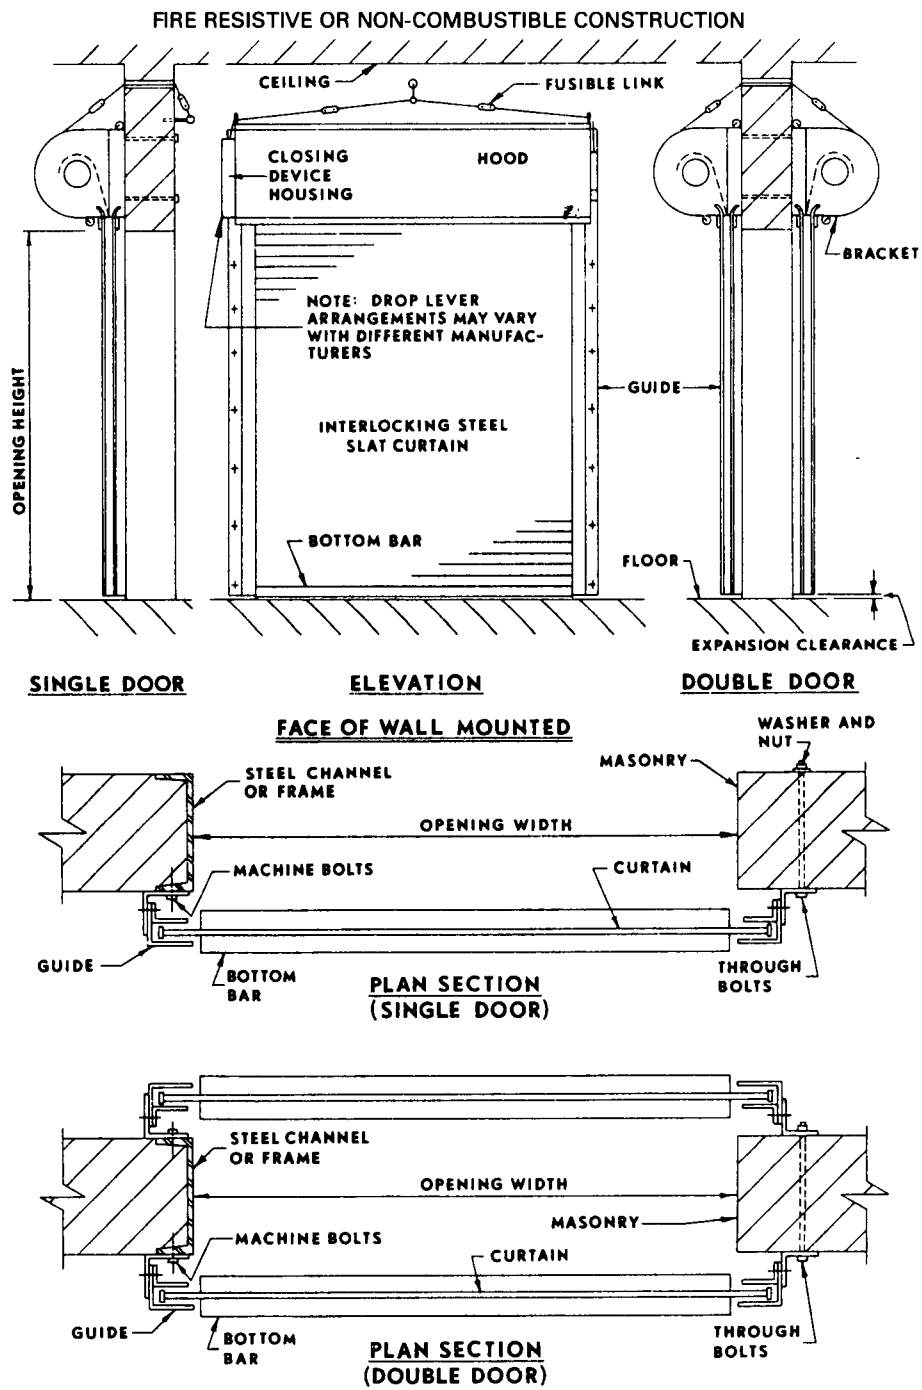 FIRE RESISTIVE OR NON-COMBUSTIBLE CONSTRUCTION
CEILING
FUSIBLE LINK
CLOSING
DEVICE
HOUSING
HOOD
BRACKET
NOTE: DROP LEVER
ARRANGEMENTS MAY VARY
WITH DIFFERENT MANUFAC-
TURERS
GUIDE
OPENING HEIGHT
INTERLOCKING STEEL
SLAT CURTAIN
BOTTOM BAR
FLOOR
EXPANSION CLEARANCE
SINGLE DOOR
ELEVATION
DOUBLE DOOR
FACE OF WALL MOUNTED
WASHER AND
NUT
STEEL CHANNEL
OR FRAME
MASONRY
OPENING WIDTH
MACHINE BOLTS
CURTAIN
GUIDE
BOTTOM
BAR
PLAN SECTION
(SINGLE DOOR)
THROUGH
BOLTS
STEEL CHANNEL
OR FRAME
OPENING WIDTH
MASONRY
MACHINE BOLTS
CURTAIN
GUIDE
BOTTOM
BAR
PLAN SECTION
(DOUBLE DOOR)
THROUGH
BOLTS